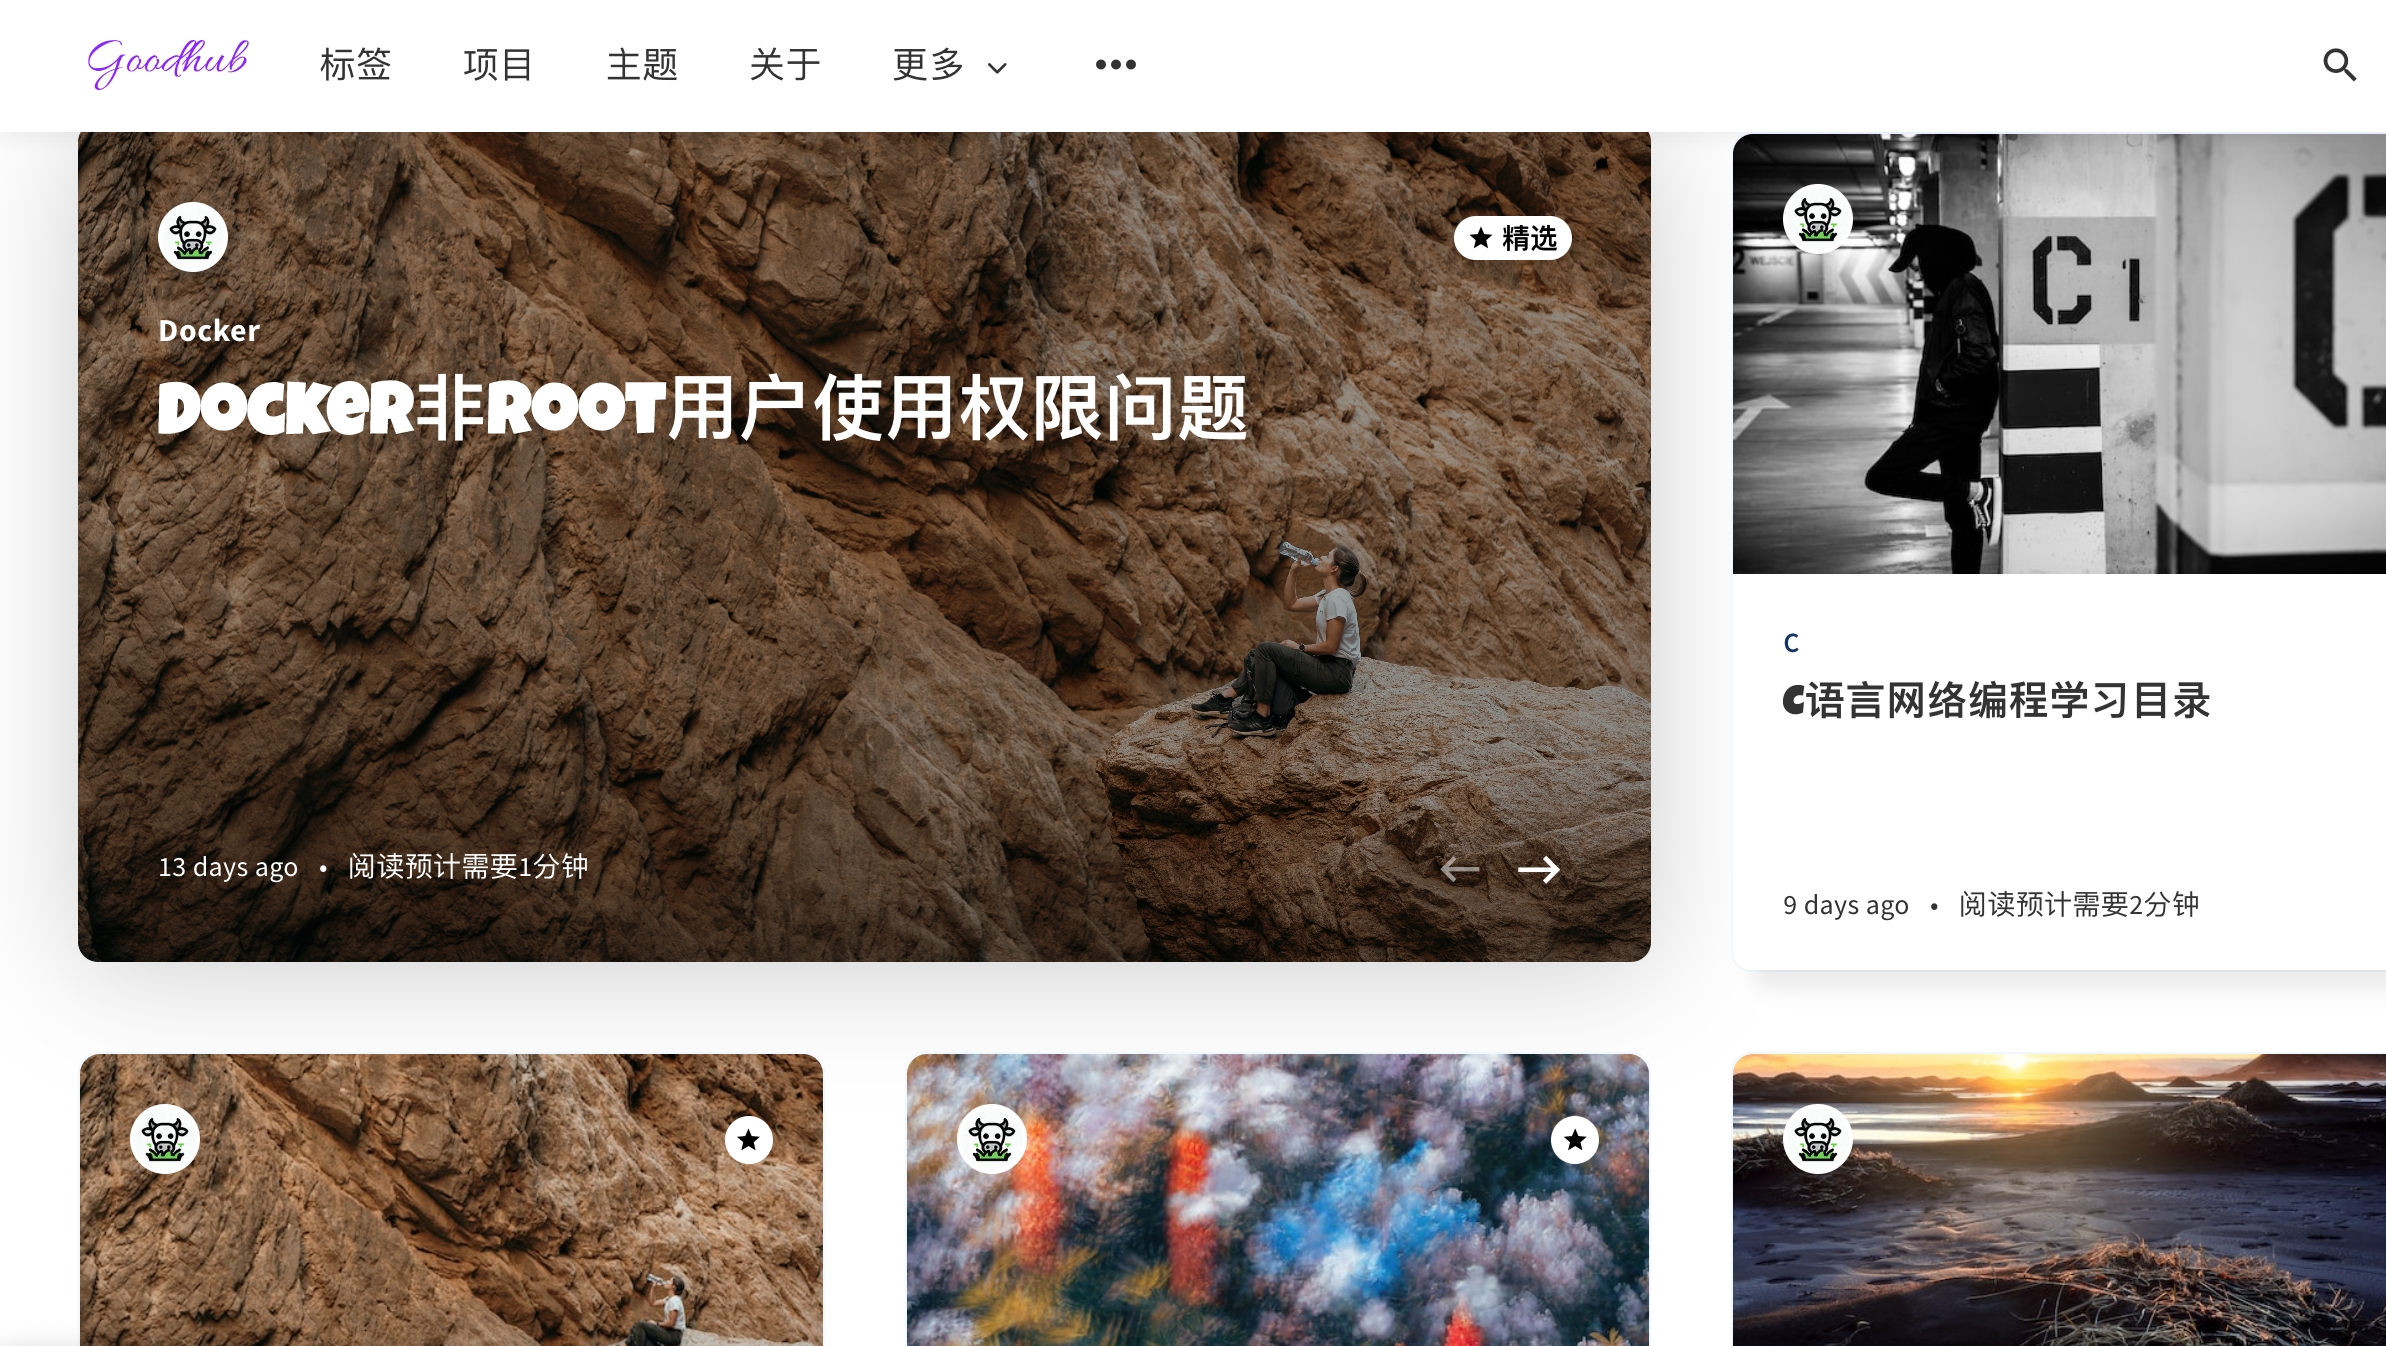 Goodhub 标签 项目 主题 关于 更多
精选
Docker
Docker非root用户使用权限问题
13 days ago • 阅读预计需要1分钟
2 WEJŚCIE
C 1
C
C语言网络编程学习目录
9 days ago • 阅读预计需要2分钟